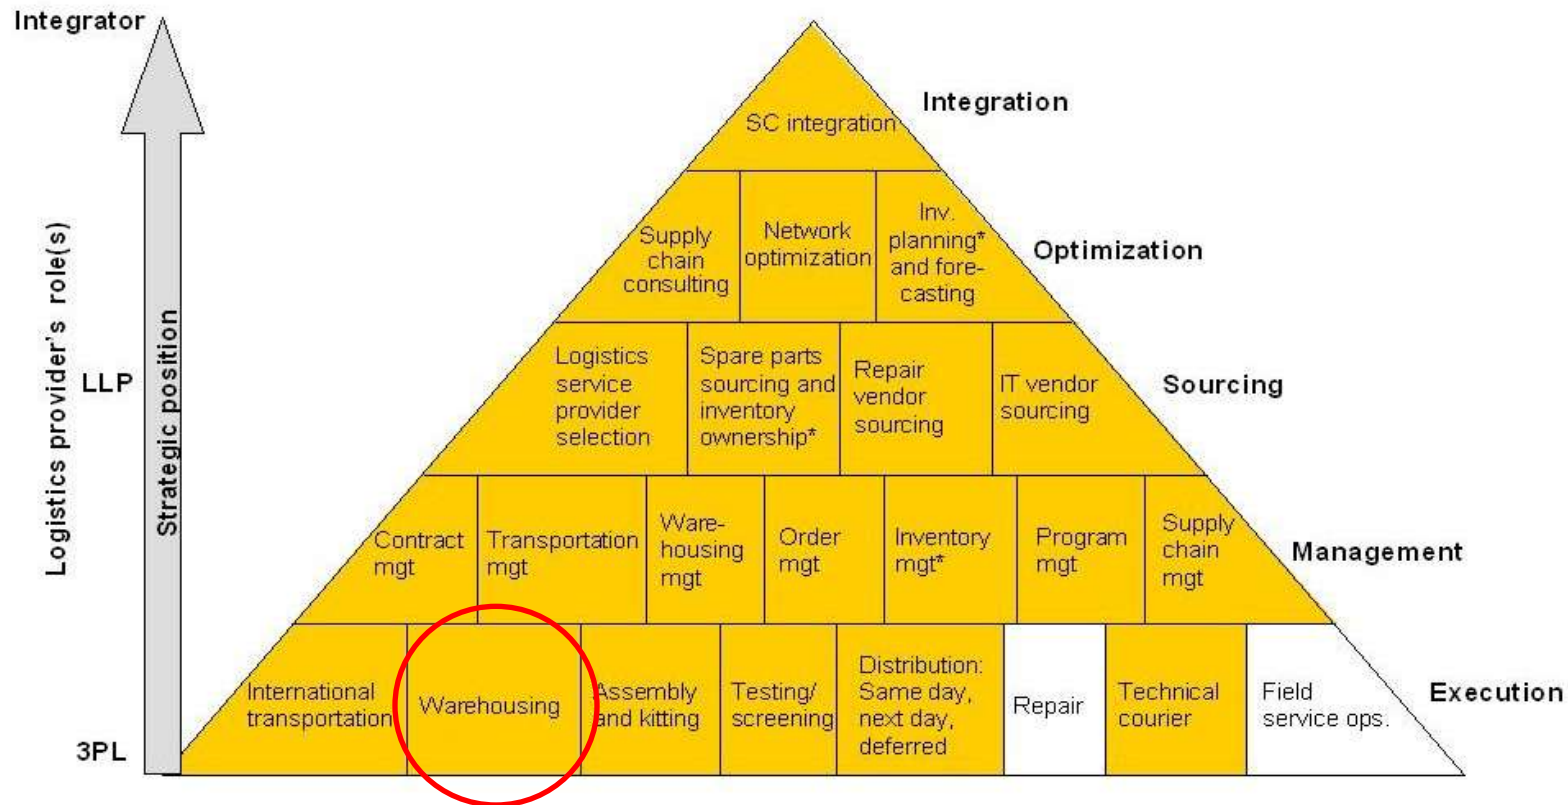 Integrator
Integration
SC integration
Supply
chain
consulting
Network
optimization
Inv.
planning*
and fore-
casting
Optimization
Logistics provider's role(s)
Strategic position
LLP
Logistics
service
provider
selection
Spare parts
sourcing and
inventory
ownership*
Repair
vendor
sourcing
IT vendor
sourcing
Sourcing
Contract
mgt
Transportation
mgt
Ware-
housing
mgt
Order
mgt
Inventory
mgt*
Program
mgt
Supply
chain
mgt
Management
International
transportation
Warehousing
Assembly
and kitting
Testing/
screening
Distribution:
Same day,
next day,
deferred
Repair
Technical
courier
Field
service ops.
Execution
3PL